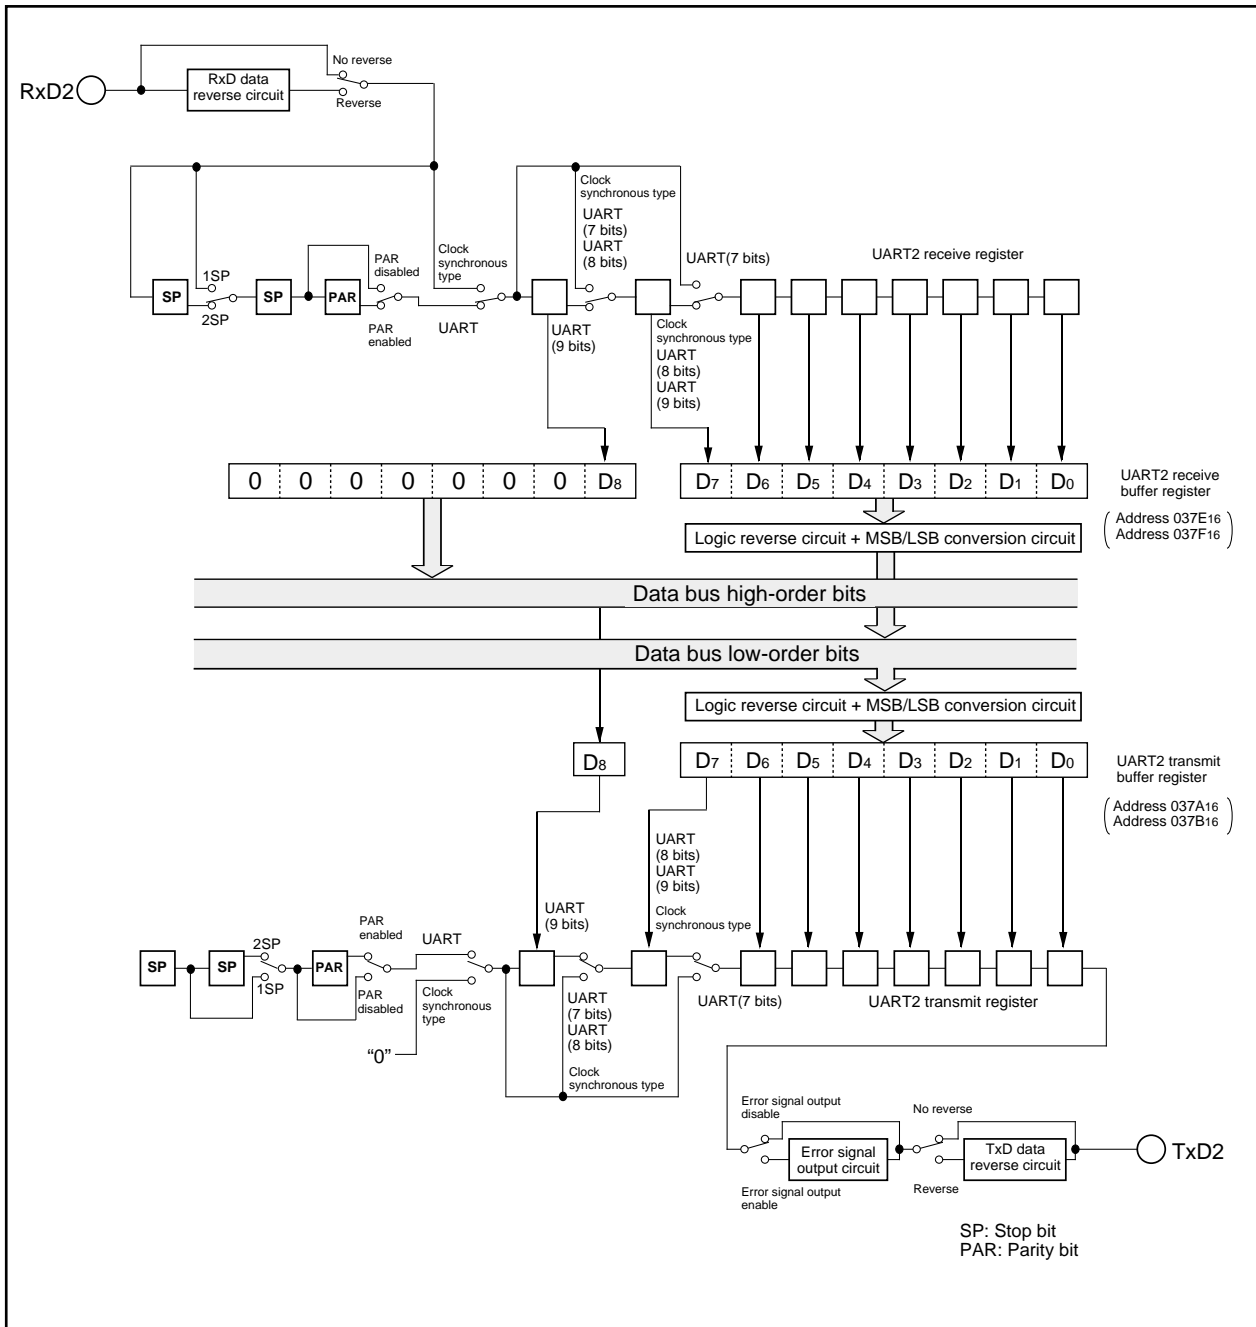 No reverse
RxD2
RxD data
reverse circuit
Reverse
Clock
synchronous type
UART
(7 bits)
UART
(8 bits)
1SP
PAR
disabled
Clock
synchronous
type
UART(7 bits)
UART2 receive register
SP
SP
PAR
2SP
PAR
enabled
UART
UART
(9 bits)
Clock
synchronous type
UART
(8 bits)
UART
(9 bits)
0 0 0 0 0 0 0 D8
D7 D6 D5 D4 D3 D2 D1 D0
UART2 receive
buffer register
Address 037E16
Address 037F16
Logic reverse circuit + MSB/LSB conversion circuit
Data bus high-order bits
Data bus low-order bits
Logic reverse circuit + MSB/LSB conversion circuit
D8
D7 D6 D5 D4 D3 D2 D1 D0
UART2 transmit
buffer register
Address 037A16
Address 037B16
UART
(8 bits)
UART
(9 bits)
Clock
synchronous type
UART
(9 bits)
PAR
enabled
UART
2SP
SP
SP
PAR
1SP
PAR
disabled
Clock
synchronous
type
“0”
UART
(7 bits)
UART
(8 bits)
Clock
synchronous type
UART(7 bits)
UART2 transmit register
Error signal output
disable
No reverse
Error signal
output circuit
TxD data
reverse circuit
TxD2
Error signal output
enable
Reverse
SP: Stop bit
PAR: Parity bit